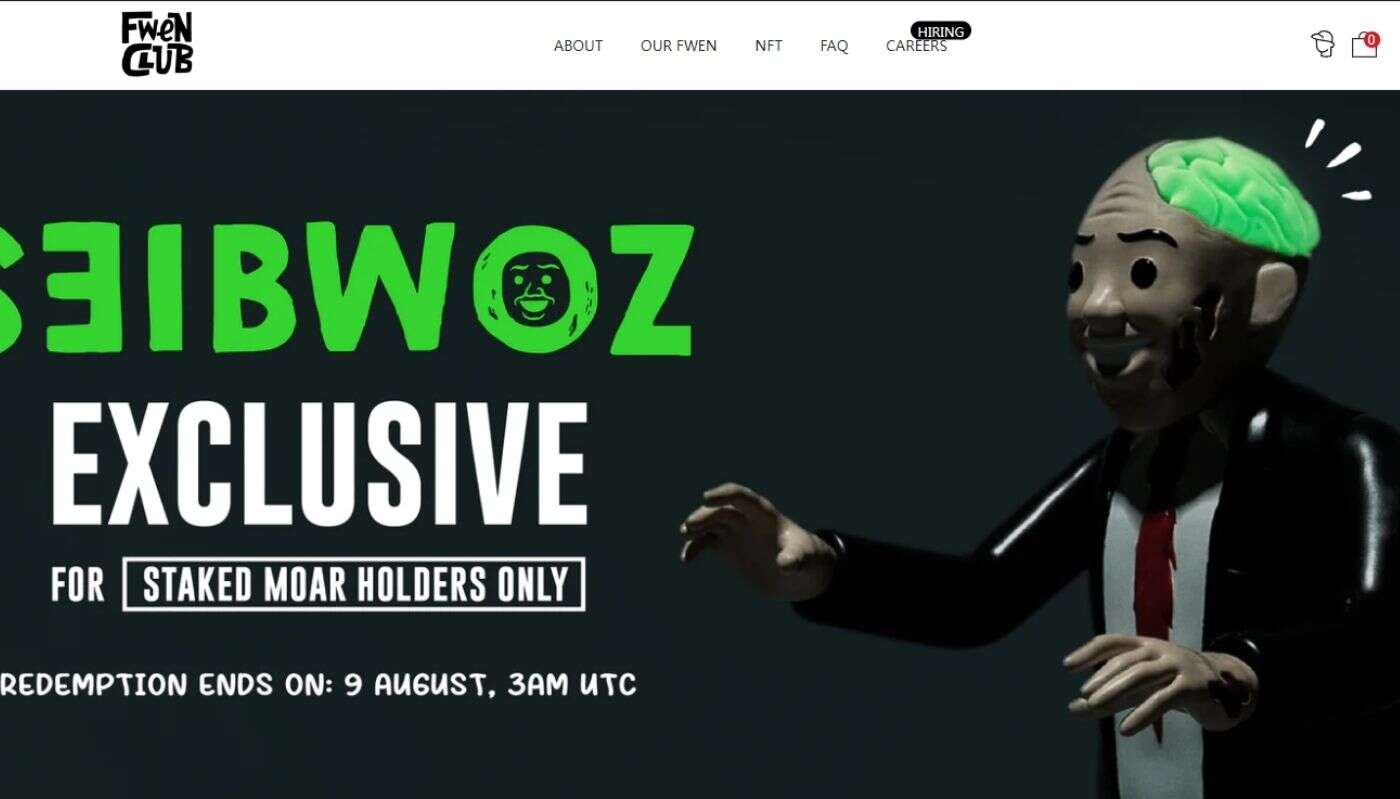 FWEN
CLUB
ABOUT
OUR FWEN
NFT
FAQ
CAREERS
HIRING
0
SƎIBWOZ
EXCLUSIVE
FOR STAKED MOAR HOLDERS ONLY
REDEMPTION ENDS ON: 9 AUGUST, 3AM UTC